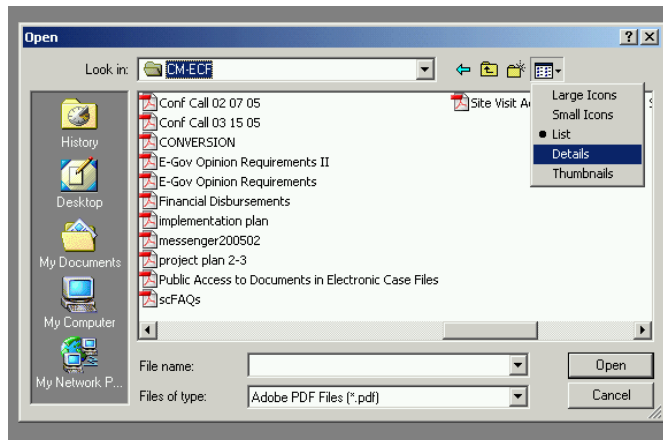 Open
Look in: CM-ECF
History
Desktop
My Documents
My Computer
My Network P...
Conf Call 02 07 05
Conf Call 03 15 05
CONVERSION
E-Gov Opinion Requirements II
E-Gov Opinion Requirements
Financial Disbursements
implementation plan
messenger200502
project plan 2-3
Public Access to Documents in Electronic Case Files
scFAQs
Site Visit
Large Icons
Small Icons
List
Details
Thumbnails
File name:
Open
Files of type: Adobe PDF Files (*.pdf)
Cancel